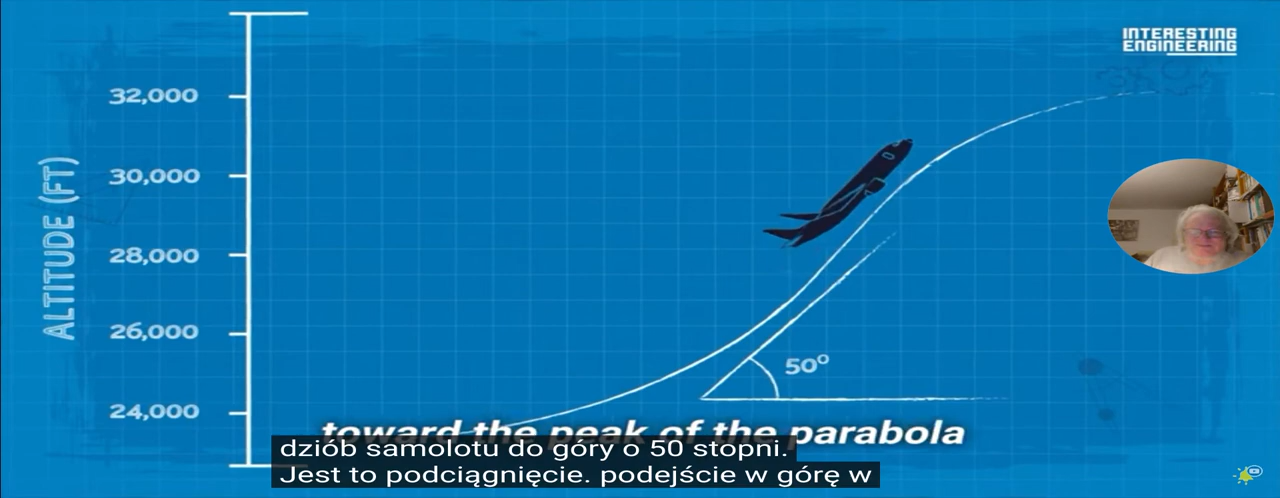 INTERESTING
ENGINEERING
32,000
30,000
28,000
26,000
24,000
ALTITUDE (FT)
50°
toward the peak of the parabola
dziób samolotu do góry o 50 stopni.
Jest to podciągnięcie. podejście w górę w